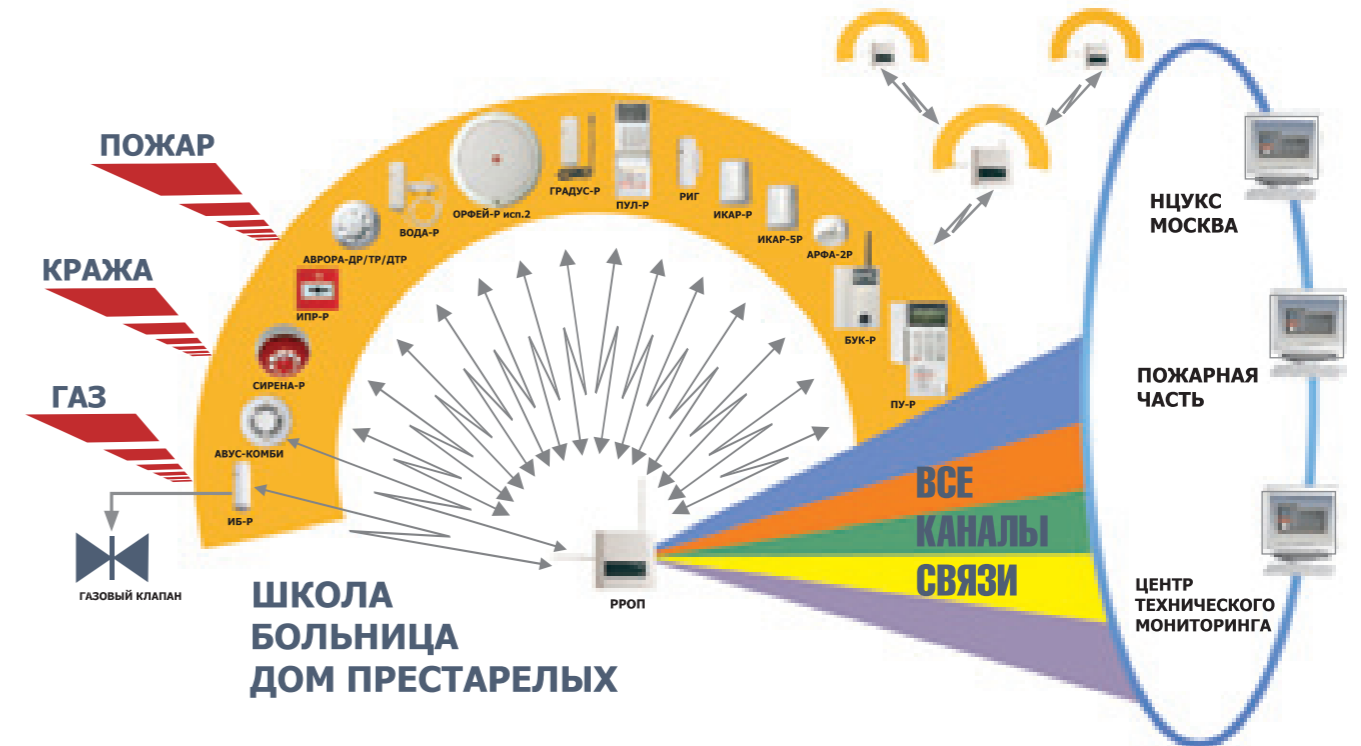 ПОЖАР
КРАЖА
ГАЗ
ГАЗОВЫЙ КЛАПАН
ИБ-Р
АВУС-КОМБИ
СИРЕНА-Р
ИПР-Р
АВРОРА-ДР/ТР/ДТР
ВОДА-Р
ОРФЕЙ-Р исп.2
ГРАДУС-Р
ПУЛ-Р
РИГ
ИКАР-Р
ИКАР-5Р
АРФА-2Р
БУК-Р
ПУ-Р
РРОП
ШКОЛА
БОЛЬНИЦА
ДОМ ПРЕСТАРЕЛЫХ
ВСЕ
КАНАЛЫ
СВЯЗИ
НЦУКС
МОСКВА
ПОЖАРНАЯ
ЧАСТЬ
ЦЕНТР
ТЕХНИЧЕСКОГО
МОНИТОРИНГА